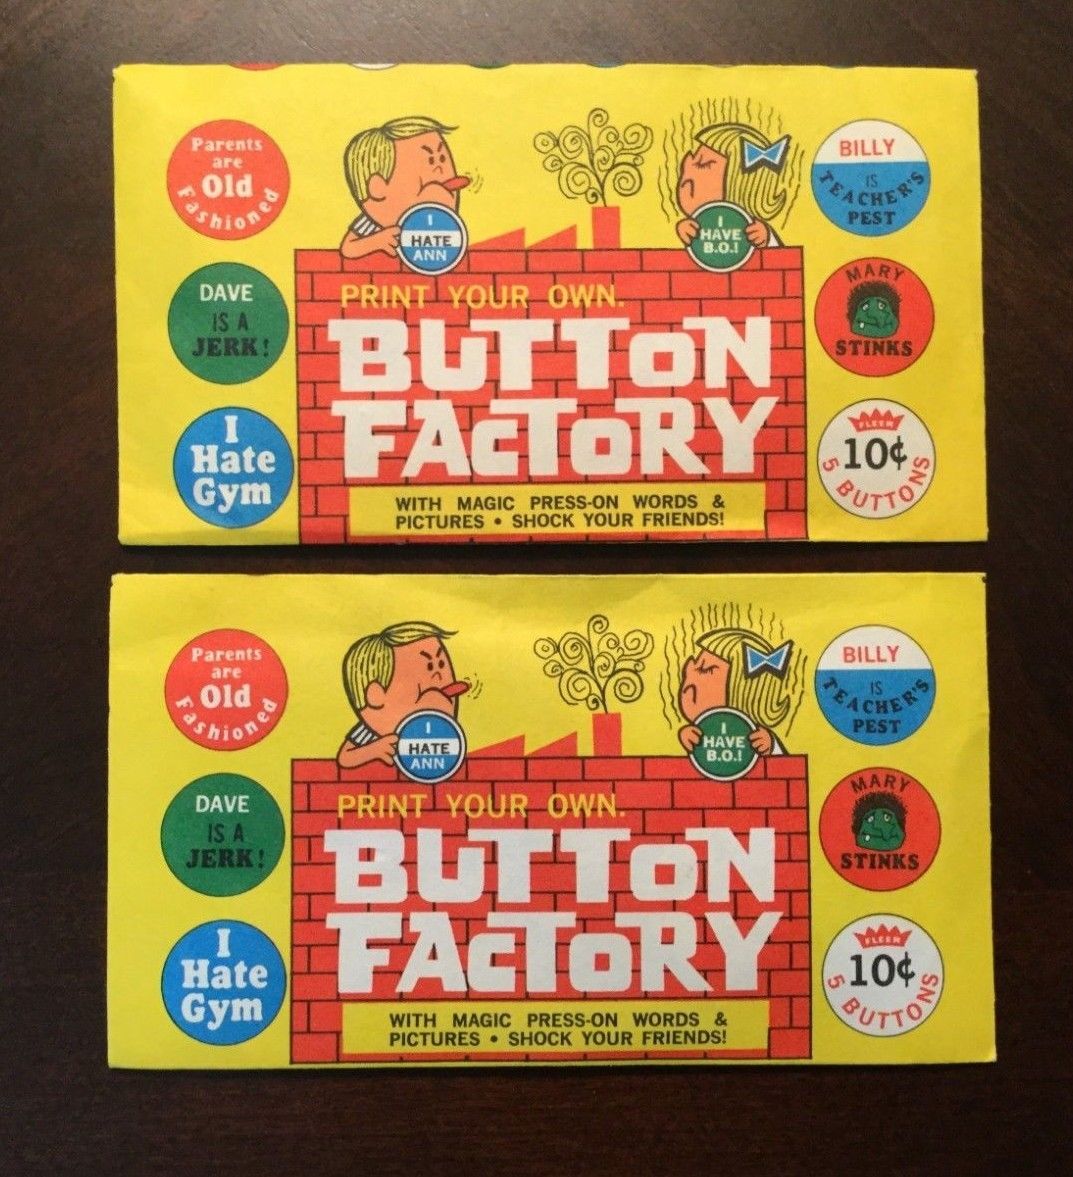 Parents
are
Old
Fashioned
DAVE
IS A
JERK!
I
Hate
Gym
I
HATE
ANN
I
HAVE
B.O.!
PRINT YOUR OWN.
BUTTON
FACTORY
WITH MAGIC PRESS-ON WORDS &
PICTURES • SHOCK YOUR FRIENDS!
BILLY
IS
TEACHER'S
PEST
MARY
STINKS
FLEER
10¢
5 BUTTONS
Parents
are
Old
Fashioned
DAVE
IS A
JERK!
I
Hate
Gym
I
HATE
ANN
I
HAVE
B.O.!
PRINT YOUR OWN.
BUTTON
FACTORY
WITH MAGIC PRESS-ON WORDS &
PICTURES • SHOCK YOUR FRIENDS!
BILLY
IS
TEACHER'S
PEST
MARY
STINKS
FLEER
10¢
5 BUTTONS